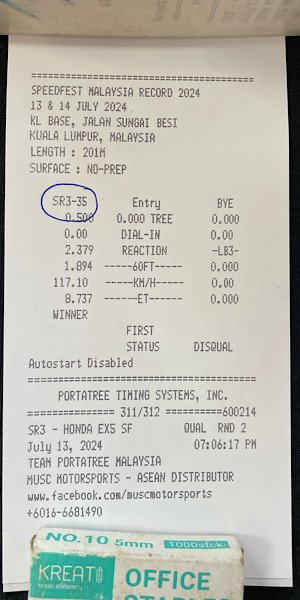 ==========================================
SPEEDFEST MALAYSIA RECORD 2024
13 & 14 JULY 2024
KL BASE, JALAN SUNGAI BESI
KUALA LUMPUR, MALAYSIA
LENGTH : 201M
SURFACE : NO-PREP
SR3-35 Entry BYE
0.500 0.000 TREE 0.000
0.00 DIAL-IN 0.00
2.379 REACTION -LB3-
1.894 -----60FT------ 0.000
117.10 -----KM/H----- 0.00
8.737 ------ET------ 0.000
WINNER
FIRST
STATUS DISQUAL
Autostart Disabled
==========================================
PORTATREE TIMING SYSTEMS, INC.
================ 311/312 ==========600214
SR3 - HONDA EX5 SF QUAL RND 2
July 13, 2024 07:06:17 PM
TEAM PORTATREE MALAYSIA
MUSC MOTORSPORTS - ASEAN DISTRIBUTOR
www.facebook.com/muscmotorsports
+6016-6681490
NO.10 5mm 1000stck/
KREATi OFFICE
kreati stationery